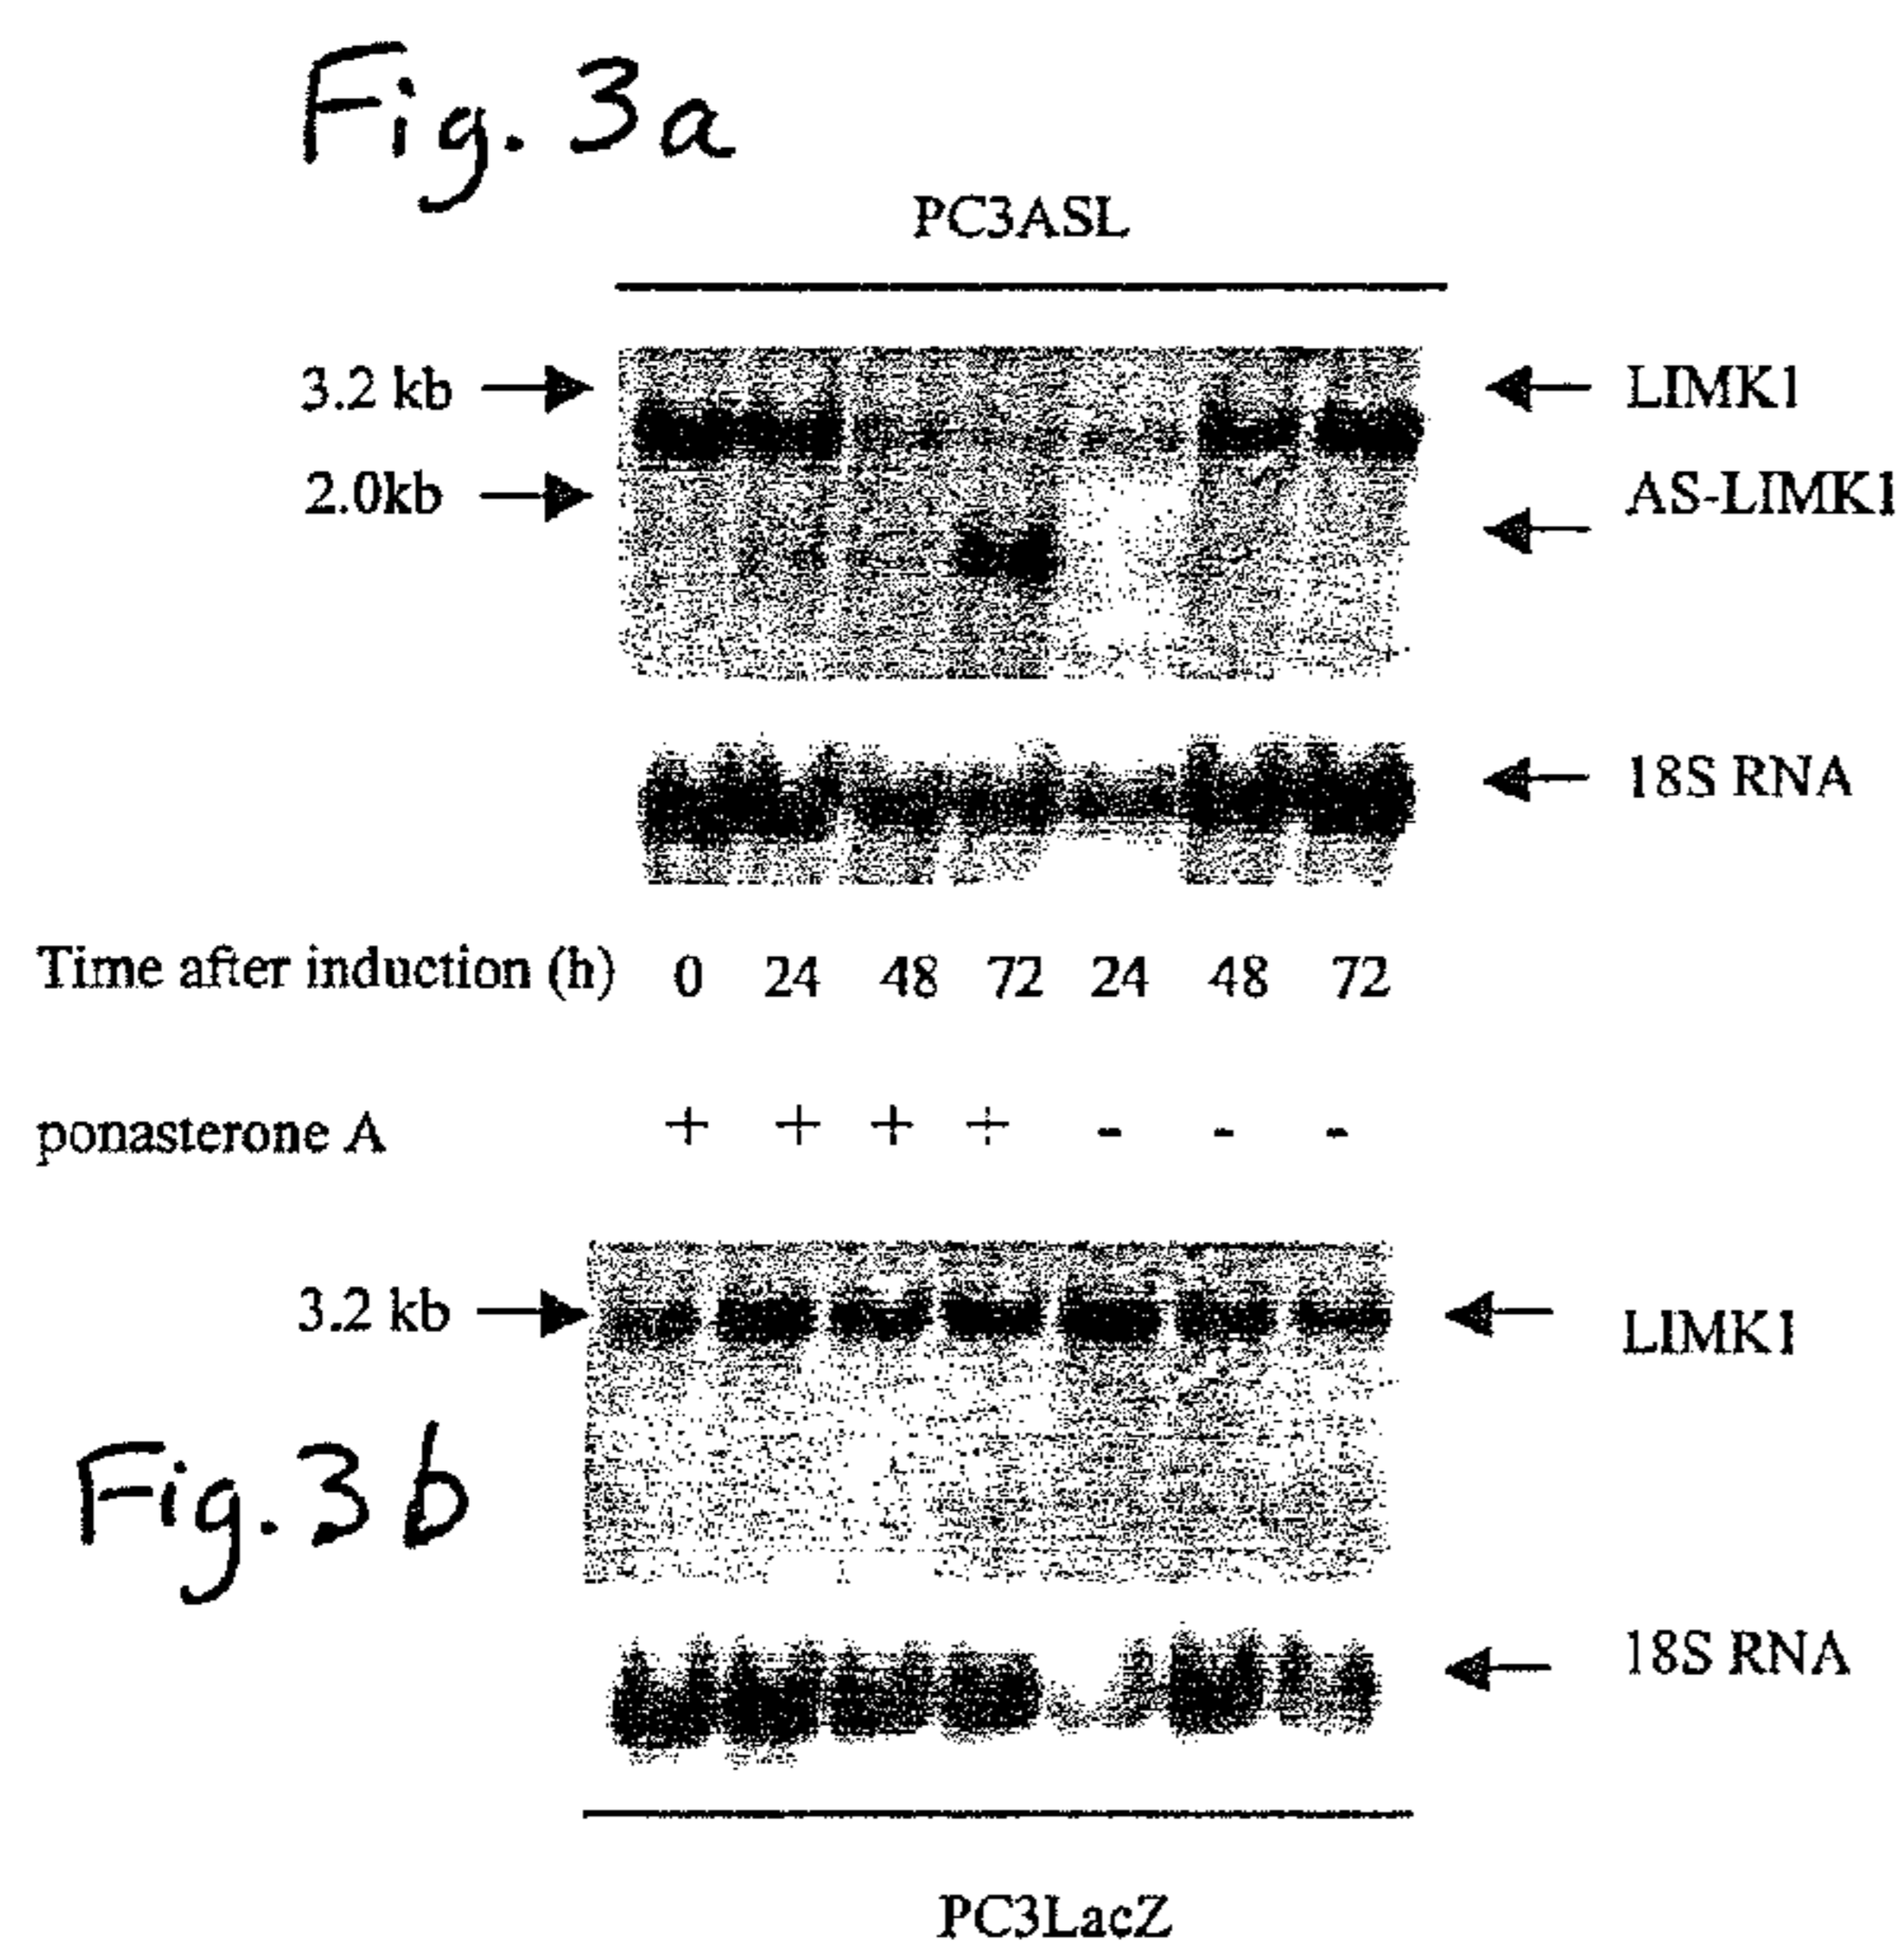 Fig. 3a
PC3ASL
3.2 kb
LIMK1
2.0kb
AS-LIMK1
18S RNA
Time after induction (h) 0 24 48 72 24 48 72
ponasterone A + + + + - - -
3.2 kb
LIMK1
Fig. 3b
18S RNA
PC3LacZ